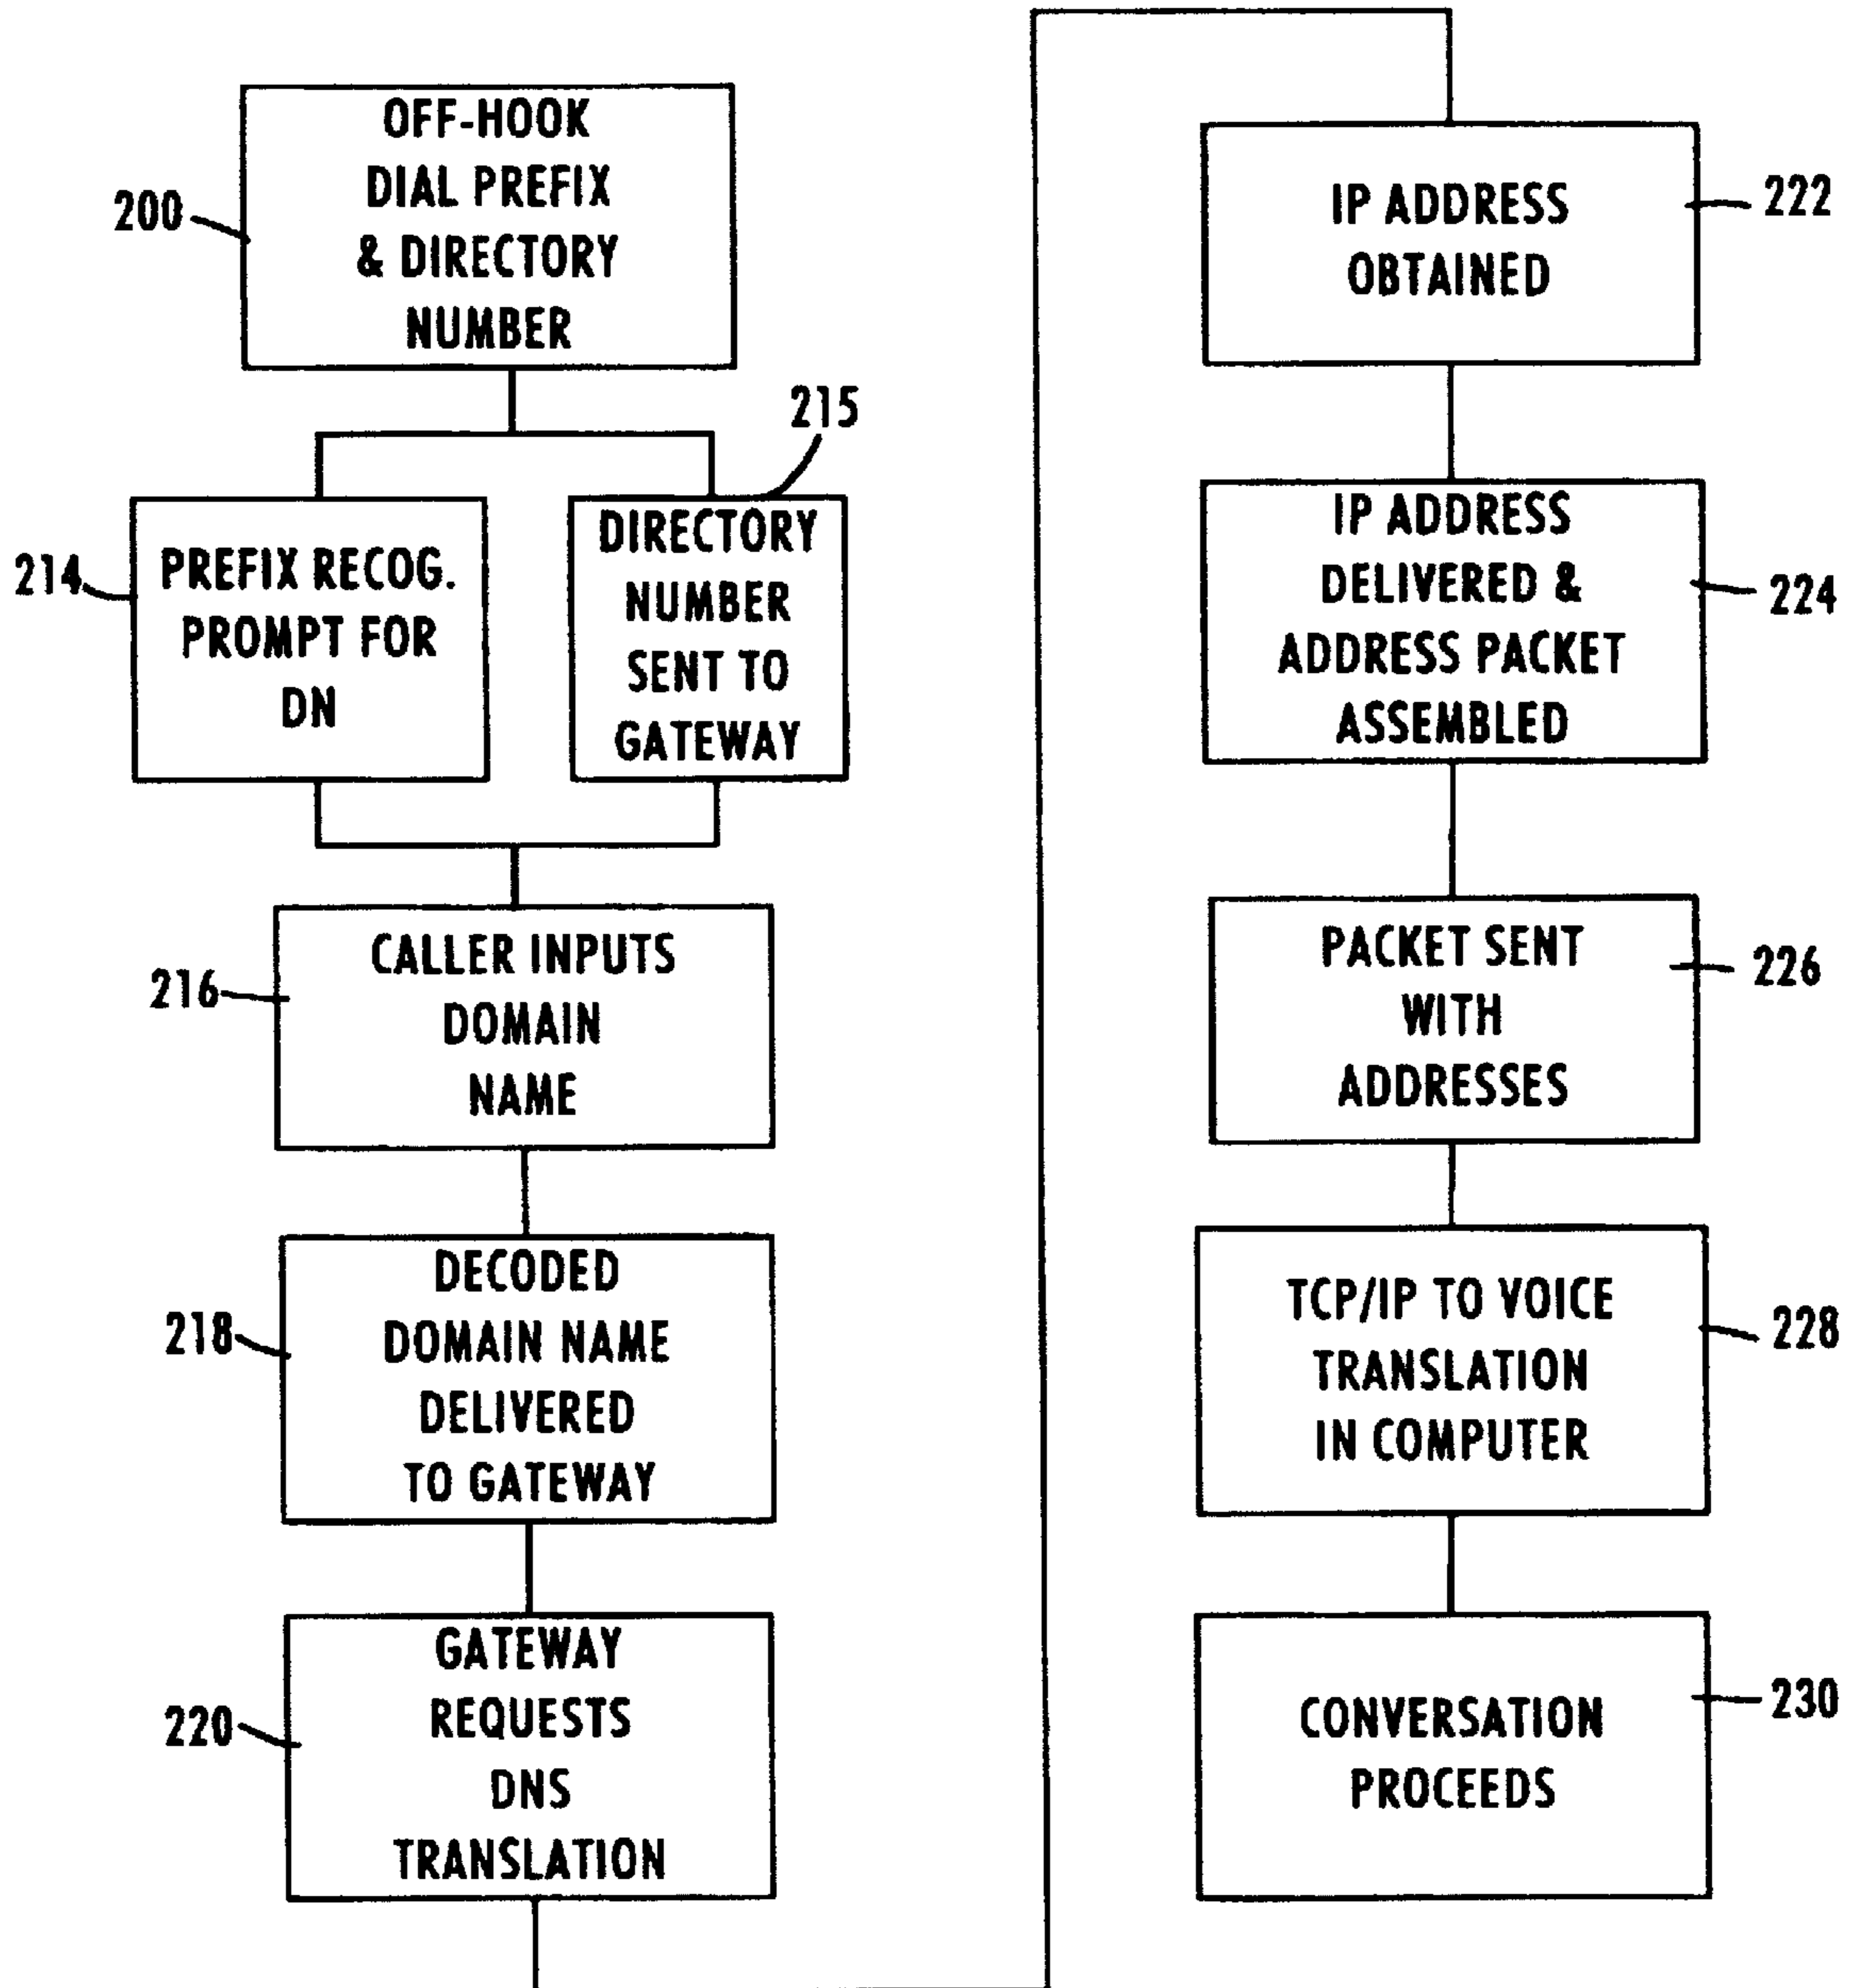 OFF-HOOK
DIAL PREFIX
& DIRECTORY
NUMBER
200
215
214
PREFIX RECOG.
PROMPT FOR
DN
DIRECTORY
NUMBER
SENT TO
GATEWAY
216
CALLER INPUTS
DOMAIN
NAME
218
DECODED
DOMAIN NAME
DELIVERED
TO GATEWAY
220
GATEWAY
REQUESTS
DNS
TRANSLATION
IP ADDRESS
OBTAINED
222
IP ADDRESS
DELIVERED &
ADDRESS PACKET
ASSEMBLED
224
PACKET SENT
WITH
ADDRESSES
226
TCP/IP TO VOICE
TRANSLATION
IN COMPUTER
228
CONVERSATION
PROCEEDS
230